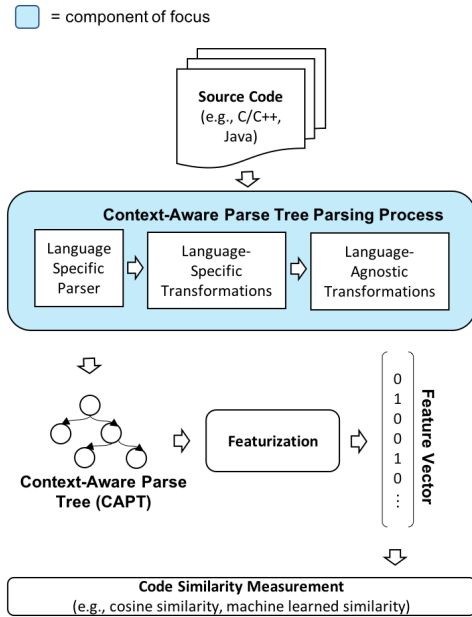 = component of focus
Source Code
(e.g., C/C++,
Java)
Context-Aware Parse Tree Parsing Process
Language
Specific
Parser
Language-
Specific
Transformations
Language-
Agnostic
Transformations
Context-Aware Parse
Tree (CAPT)
Featurization
0
1
0
0
1
0
⋮
Feature Vector
Code Similarity Measurement
(e.g., cosine similarity, machine learned similarity)